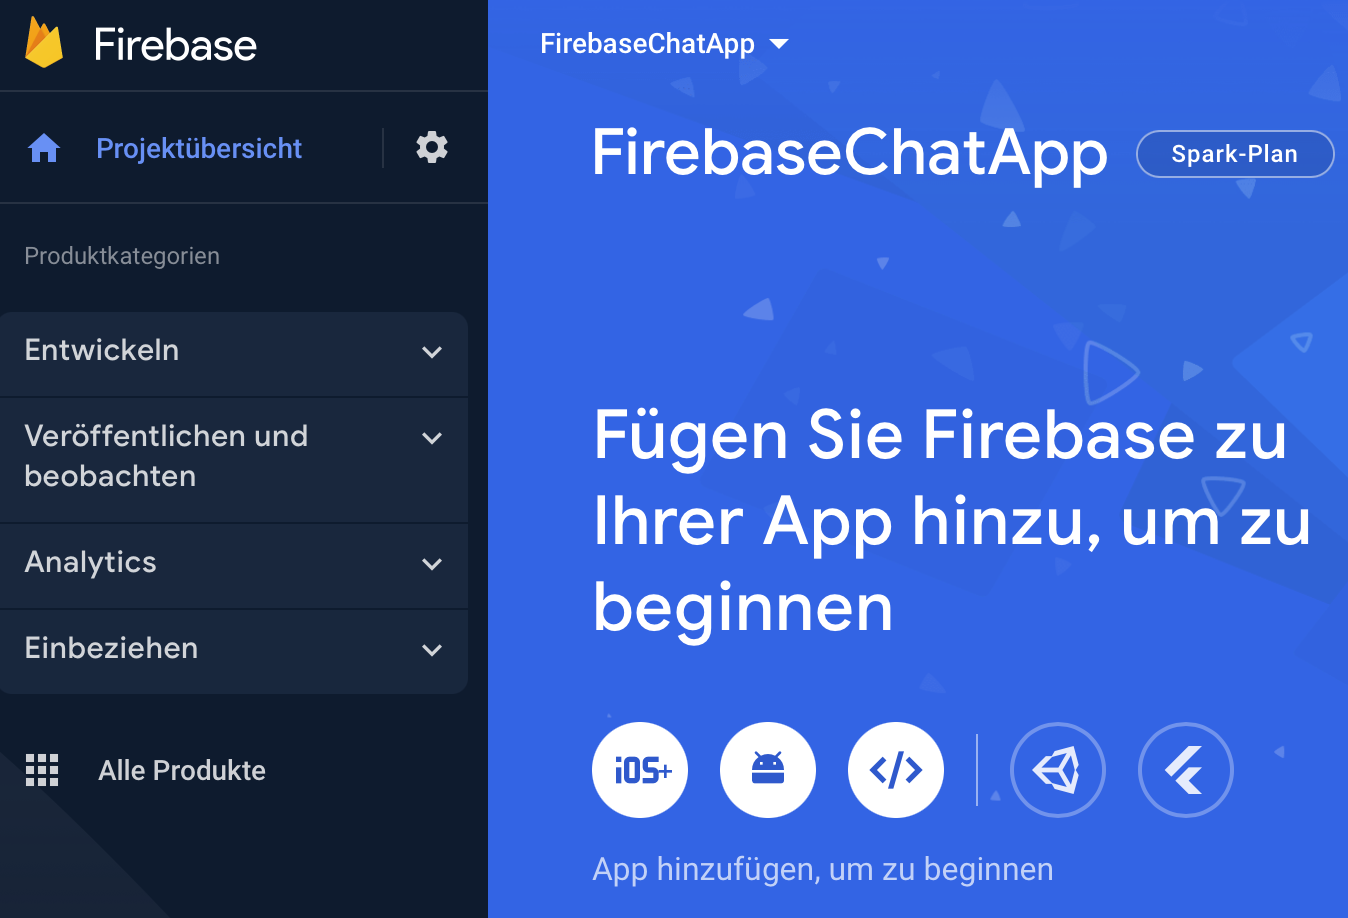 Firebase
Projektübersicht
Produktkategorien
Entwickeln
Veröffentlichen und
beobachten
Analytics
Einbeziehen
Alle Produkte
FirebaseChatApp
FirebaseChatApp
Spark-Plan
Fügen Sie Firebase zu
Ihrer App hinzu, um zu
beginnen
iOS+
</>
App hinzufügen, um zu beginnen